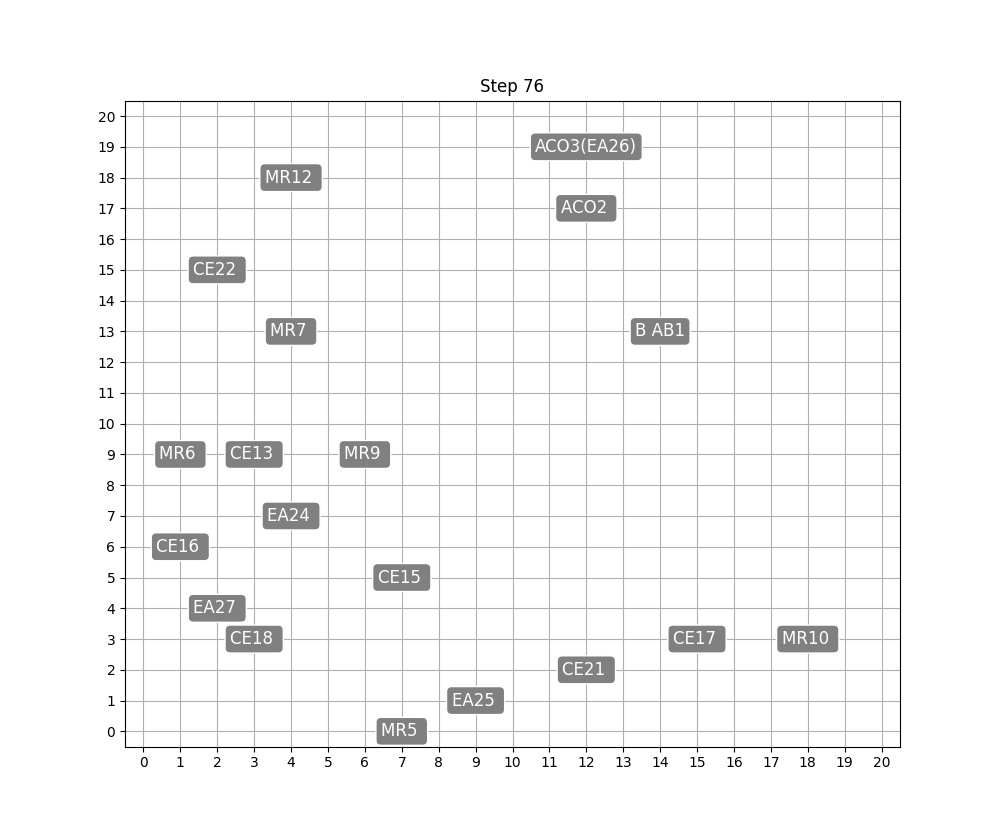 Step 76
20
19
18
17
16
15
14
13
12
11
10
9
8
7
6
5
4
3
2
1
0
ACO3(EA26)
MR12
ACO2
CE22
MR7
B AB1
MR6 CE13 MR9
EA24
CE16
CE15
EA27
CE18 CE17 MR10
CE21
EA25
MR5
0 1 2 3 4 5 6 7 8 9 10 11 12 13 14 15 16 17 18 19 20